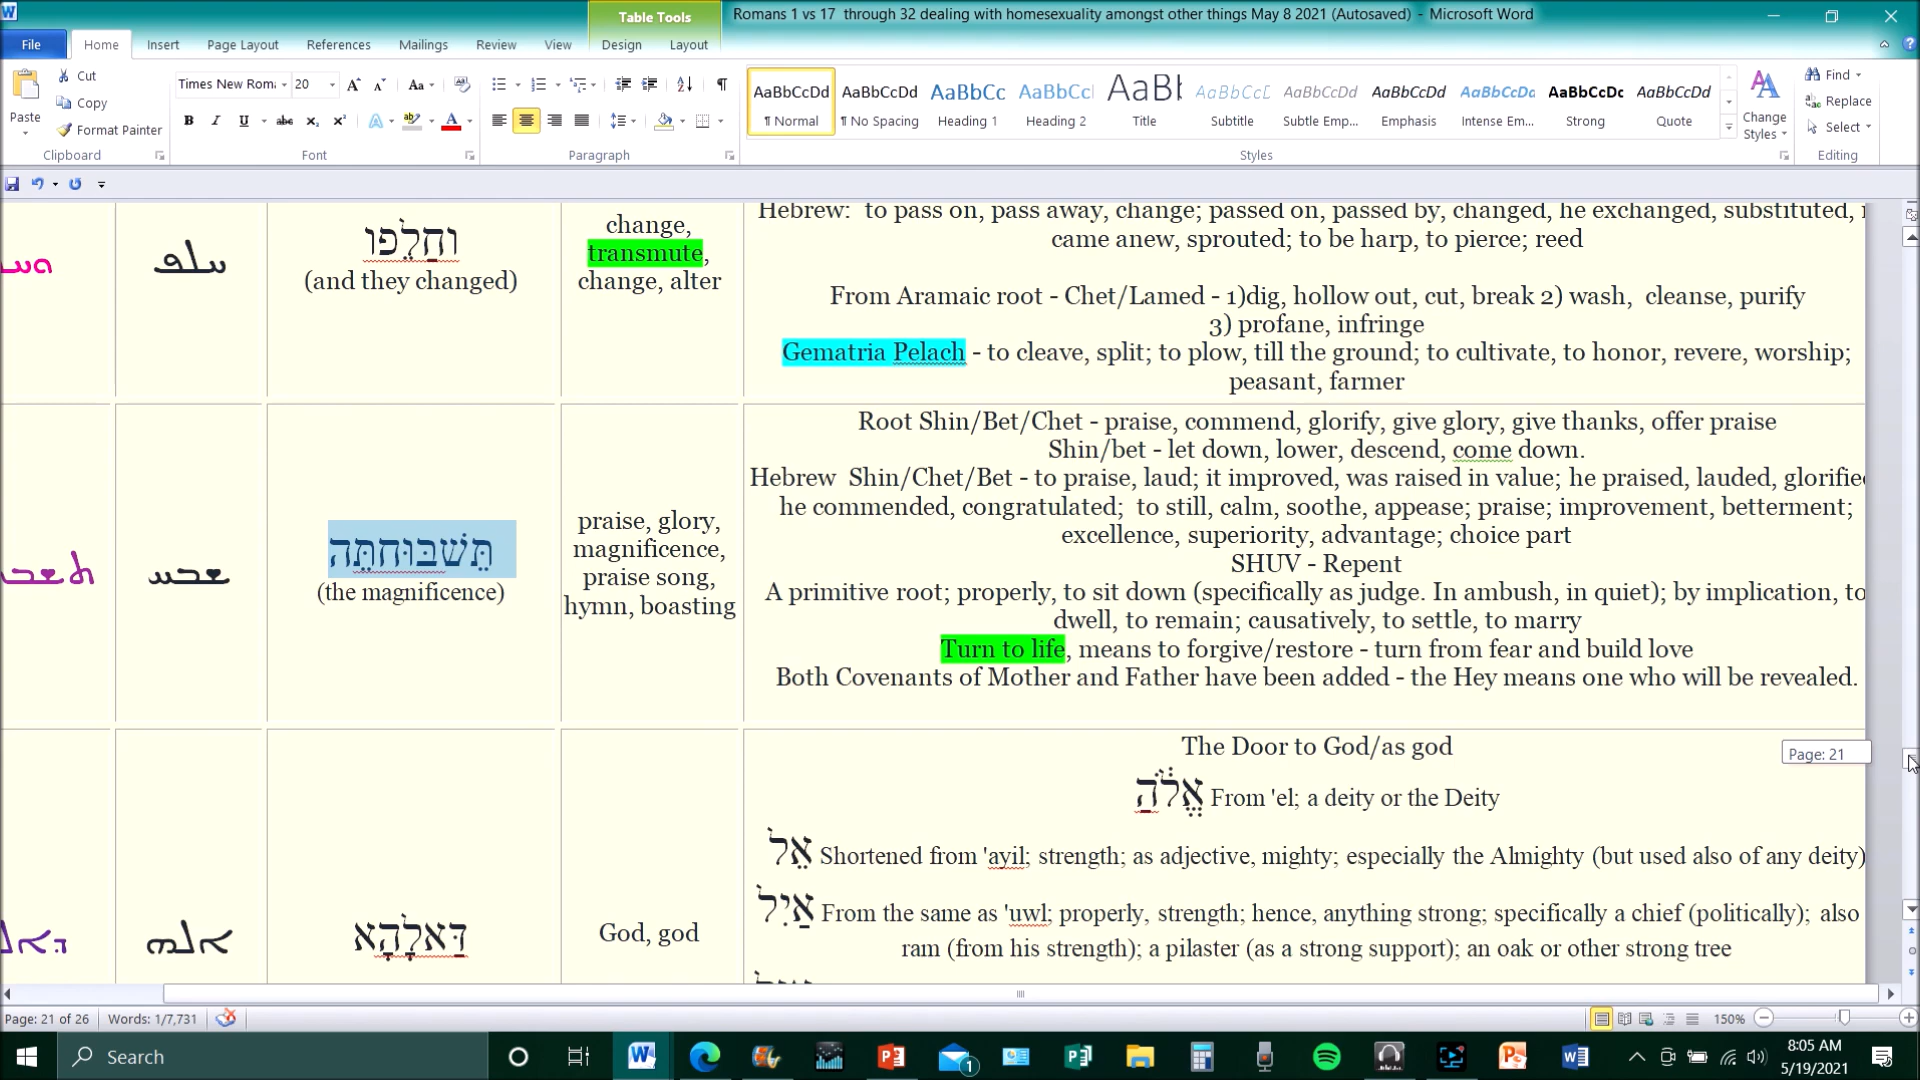 Table Tools
Romans 1 vs 17 through 32 dealing with homesexuality amongst other things May 8 2021 (Autosaved) - Microsoft Word
File
Home
Insert
Page Layout
References
Mailings
Review
View
Design
Layout
Cut
Copy
Format Painter
Paste
Clipboard
Times New Rom
20
Font
Paragraph
AaBbCcDd
¶ Normal
AaBbCcDd
¶ No Spacing
AaBbCc
Heading 1
AaBbCc
Heading 2
AaB
Title
AaBbCcD
Subtitle
AaBbCcDd
Subtle Emp...
AaBbCcDd
Emphasis
AaBbCcDd
Intense Em...
AaBbCcDc
Strong
AaBbCcDd
Quote
Change Styles
Styles
Find
Replace
Select
Editing
ܚܠܦ
וחַלֵפו
(and they changed)
change,
transmute,
change, alter
Hebrew: to pass on, pass away, change; passed on, passed by, changed, he exchanged, substituted,
came anew, sprouted; to be harp, to pierce; reed
From Aramaic root - Chet/Lamed - 1)dig, hollow out, cut, break 2) wash, cleanse, purify
3) profane, infringe
Gematria Pelach - to cleave, split; to plow, till the ground; to cultivate, to honor, revere, worship;
peasant, farmer
ܫܒܚ
תֵּשׁבּוּחתֵּה
(the magnificence)
praise, glory,
magnificence,
praise song,
hymn, boasting
Root Shin/Bet/Chet - praise, commend, glorify, give glory, give thanks, offer praise
Shin/bet - let down, lower, descend, come down.
Hebrew Shin/Chet/Bet - to praise, laud; it improved, was raised in value; he praised, lauded, glorifie
he commended, congratulated; to still, calm, soothe, appease; praise; improvement, betterment;
excellence, superiority, advantage; choice part
SHUV - Repent
A primitive root; properly, to sit down (specifically as judge. In ambush, in quiet); by implication, to
dwell, to remain; causatively, to settle, to marry
Turn to life, means to forgive/restore - turn from fear and build love
Both Covenants of Mother and Father have been added - the Hey means one who will be revealed.
ܐܠܗ
דַּאלָהָא
God, god
The Door to God/as god
אֱלֹהַּ From 'el; a deity or the Deity
אֵל Shortened from 'ayil; strength; as adjective, mighty; especially the Almighty (but used also of any deity)
אַיִל From the same as 'uwl; properly, strength; hence, anything strong; specifically a chief (politically); also
ram (from his strength); a pilaster (as a strong support); an oak or other strong tree
Page: 21
Page: 21 of 26
Words: 1/7,731
150%
Search
1
8:05 AM
5/19/2021